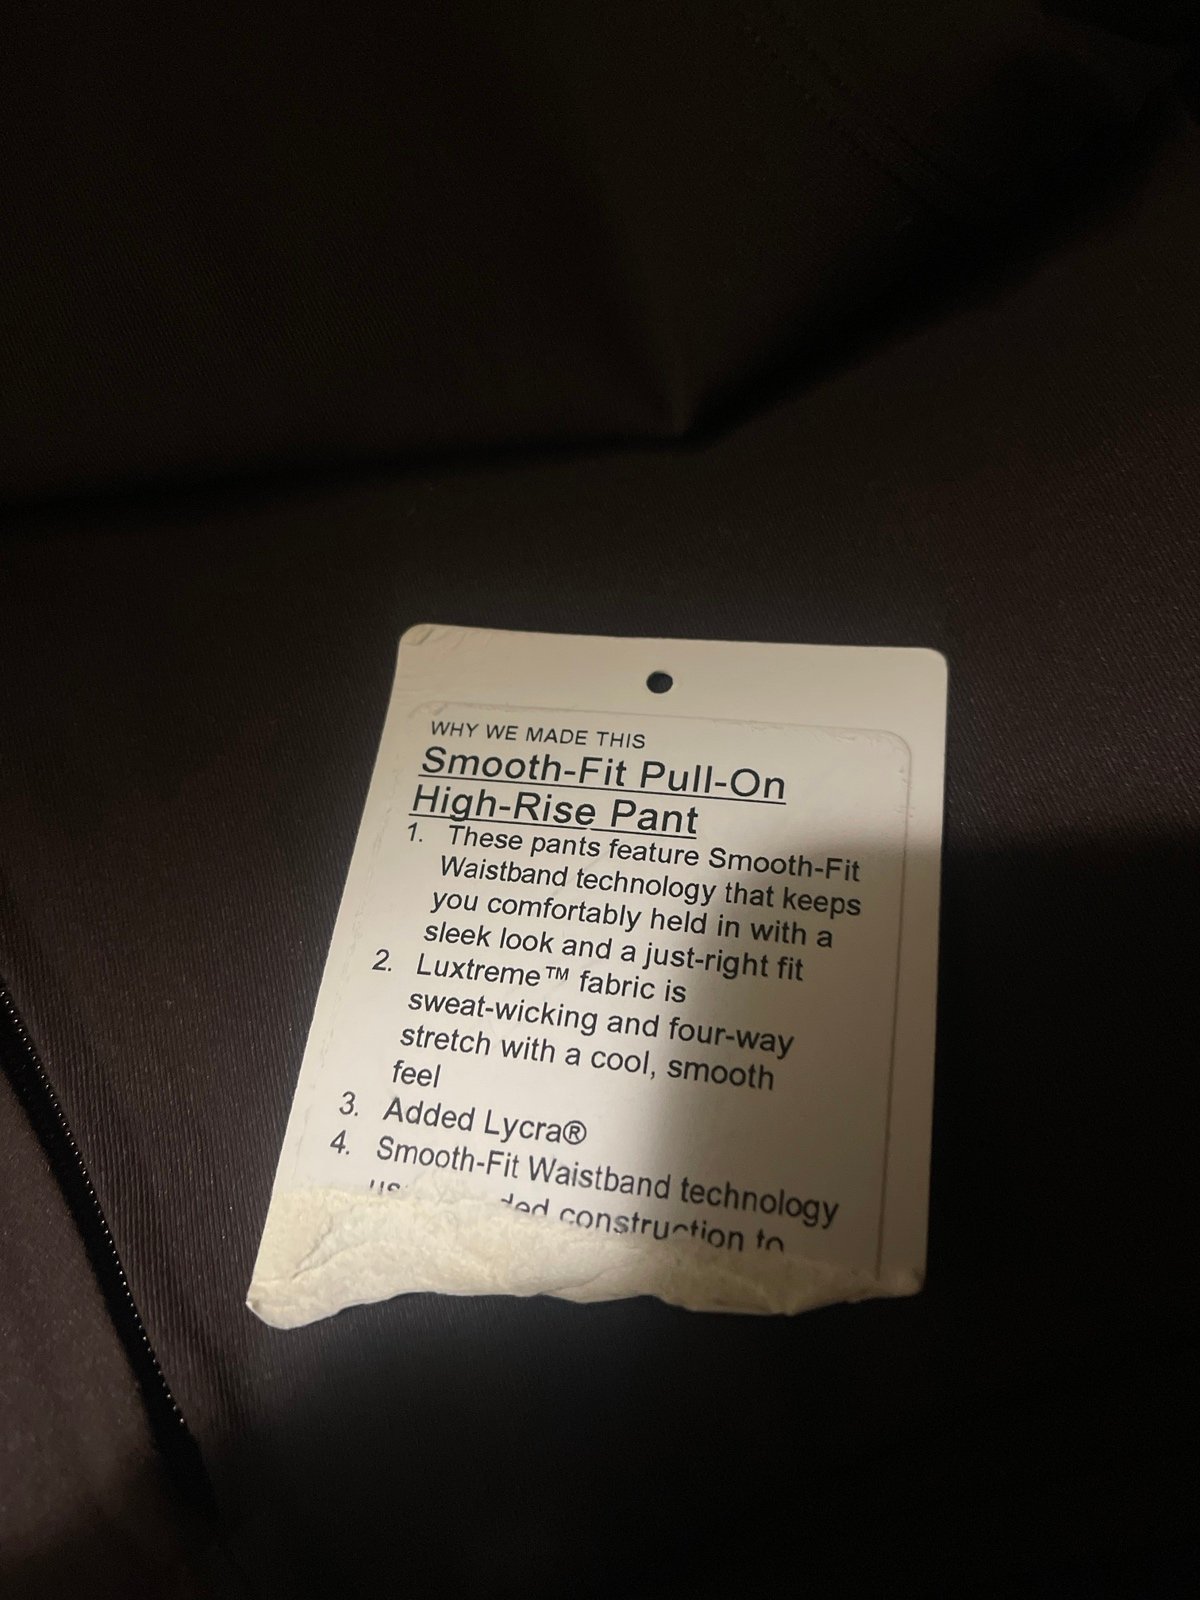 WHY WE MADE THIS
Smooth-Fit Pull-On
High-Rise Pant
1. These pants feature Smooth-Fit
Waistband technology that keeps
you comfortably held in with a
sleek look and a just-right fit
2. Luxtreme™ fabric is
sweat-wicking and four-way
stretch with a cool, smooth
feel
3. Added Lycra®
4. Smooth-Fit Waistband technology
construction to